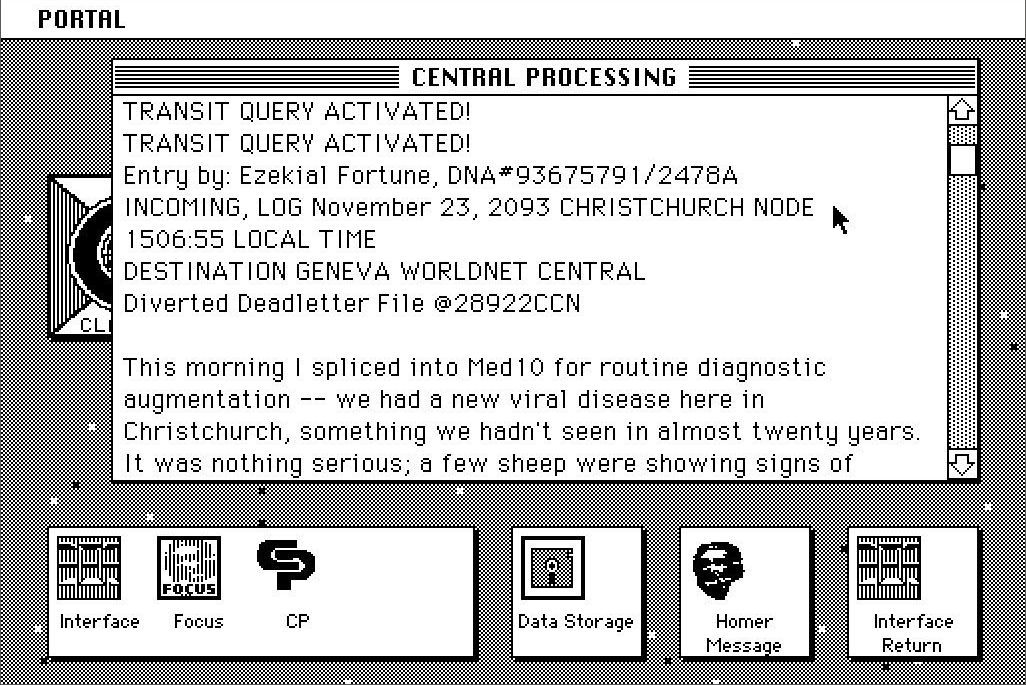 PORTAL
CENTRAL PROCESSING
TRANSIT QUERY ACTIVATED!
TRANSIT QUERY ACTIVATED!
Entry by: Ezekial Fortune, DNA#93675791/2478A
INCOMING, LOG November 23, 2093 CHRISTCHURCH NODE
1506:55 LOCAL TIME
DESTINATION GENEVA WORLDNET CENTRAL
Diverted Deadletter File @28922CCN
This morning I spliced into Med10 for routine diagnostic
augmentation -- we had a new viral disease here in
Christchurch, something we hadn't seen in almost twenty years.
It was nothing serious; a few sheep were showing signs of
FOCUS
Interface
Focus
CP
Data Storage
Homer
Message
Interface
Return